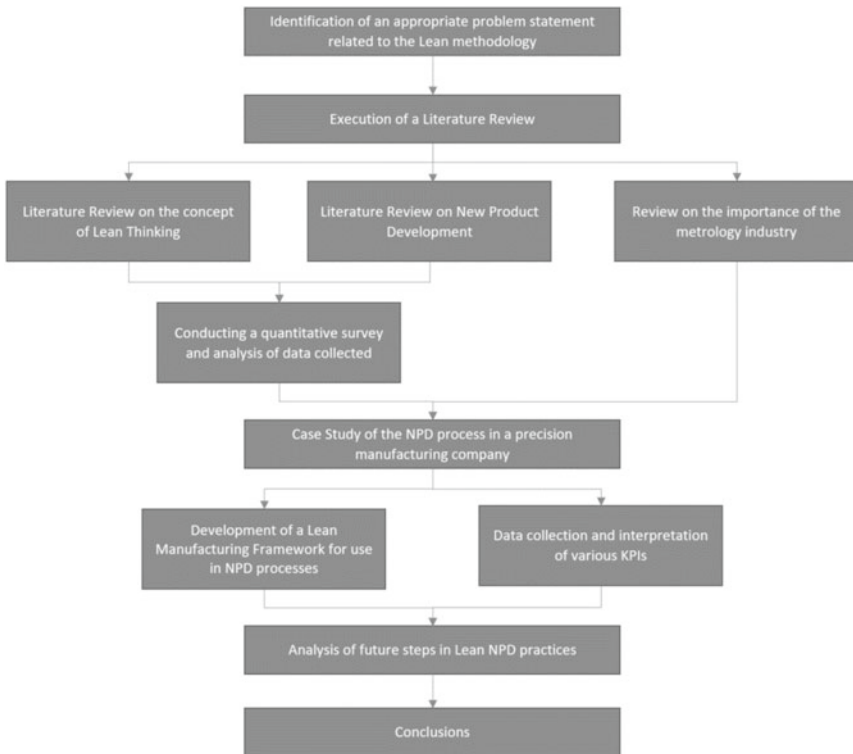 Identification of an appropriate problem statement
related to the Lean methodology
Execution of a Literature Review
Literature Review on the concept
of Lean Thinking
Literature Review on New Product
Development
Review on the importance of the
metrology industry
Conducting a quantitative survey
and analysis of data collected
Case Study of the NPD process in a precision
manufacturing company
Development of a Lean
Manufacturing Framework for use
in NPD processes
Data collection and interpretation
of various KPIs
Analysis of future steps in Lean NPD practices
Conclusions